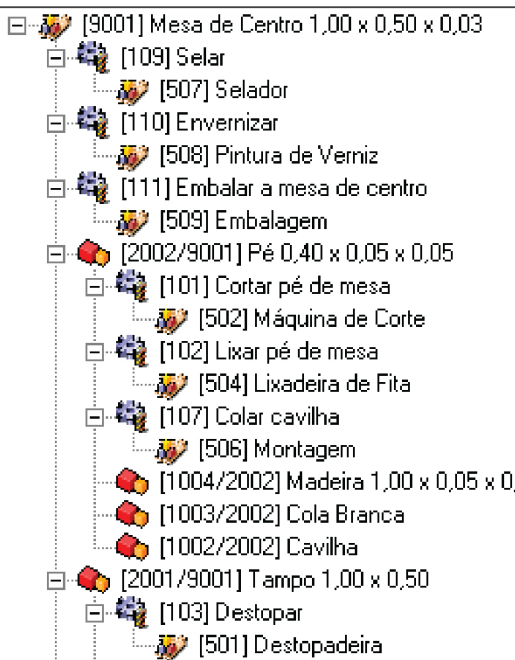 [9001] Mesa de Centro 1,00 x 0,50 x 0,03
[109] Selar
[507] Selador
[110] Envernizar
[508] Pintura de Verniz
[111] Embalar a mesa de centro
[509] Embalagem
[2002/9001] Pé 0,40 x 0,05 x 0,05
[101] Cortar pé de mesa
[502] Máquina de Corte
[102] Lixar pé de mesa
[504] Lixadeira de Fita
[107] Colar cavilha
[506] Montagem
[1004/2002] Madeira 1,00 x 0,05 x 0,
[1003/2002] Cola Branca
[1002/2002] Cavilha
[2001/9001] Tampo 1,00 x 0,50
[103] Destopar
[501] Destopadeira